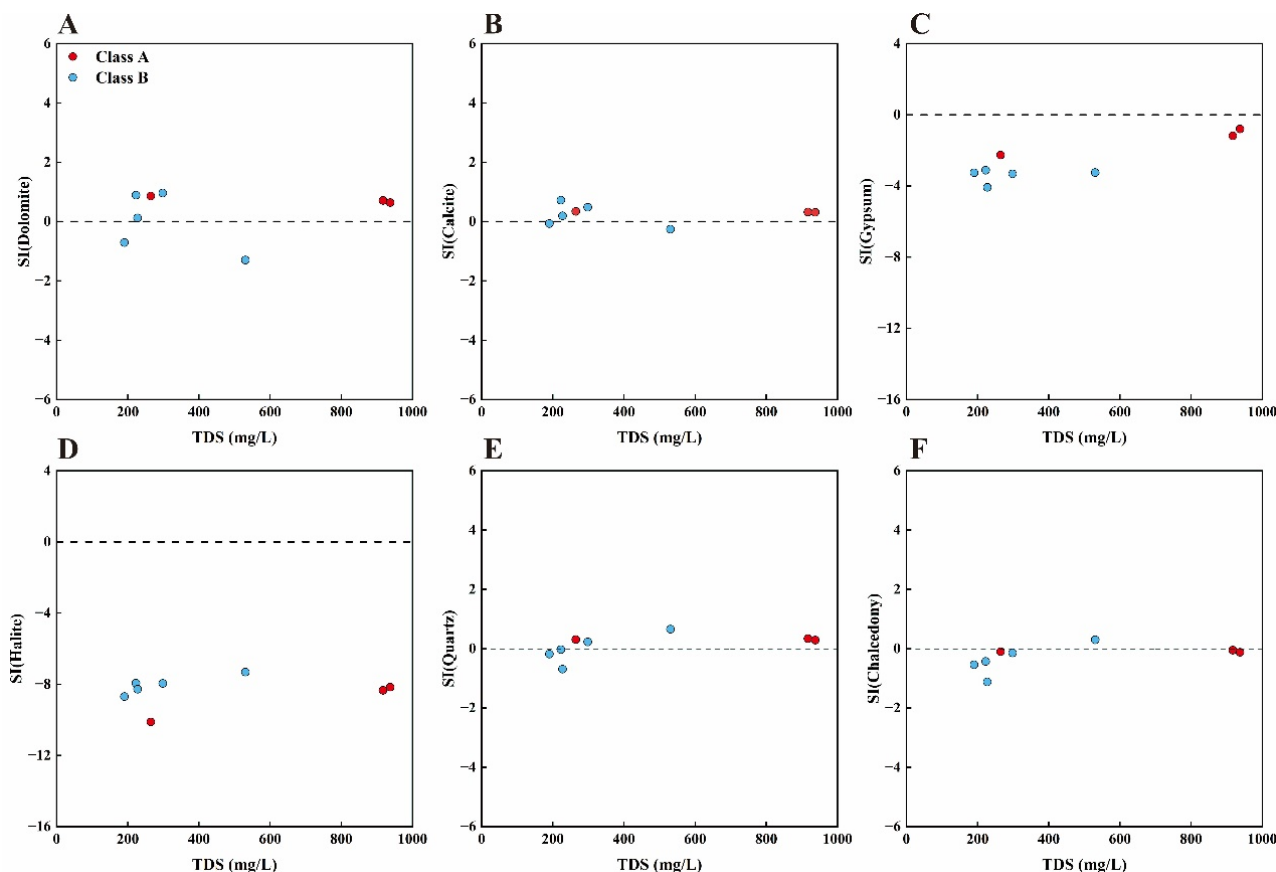 A
6
4
2
0
−2
−4
−6
SI(Dolomite)
Class A
Class B
0 200 400 600 800 1000
TDS (mg/L)
B
6
4
2
0
−2
−4
−6
SI(Calcite)
0 200 400 600 800 1000
TDS (mg/L)
C
4
0
−4
−8
−12
−16
SI(Gypsum)
0 200 400 600 800 1000
TDS (mg/L)
D
4
0
−4
−8
−12
−16
SI(Halite)
0 200 400 600 800 1000
TDS (mg/L)
E
6
4
2
0
−2
−4
−6
SI(Quartz)
0 200 400 600 800 1000
TDS (mg/L)
F
6
4
2
0
−2
−4
−6
SI(Chalcedony)
0 200 400 600 800 1000
TDS (mg/L)